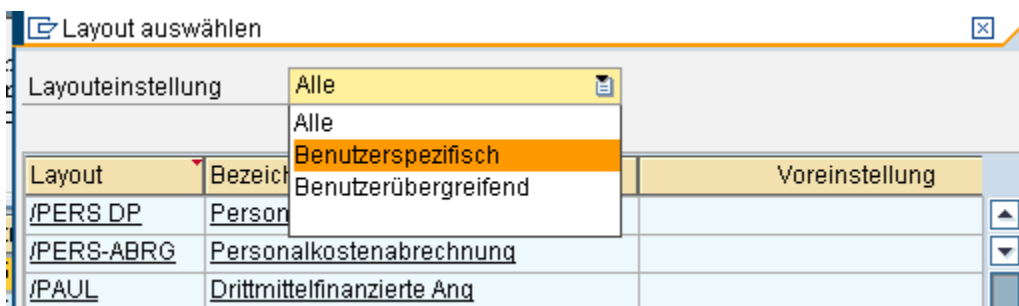 Layout auswählen
Layouteinstellung Alle
Alle
Benutzerspezifisch
Benutzerübergreifend
Layout Voreinstellung
/PERS DP
/PERS-ABRG Personalkostenabrechnung
/PAUL Drittmittelfinanzierte Ang